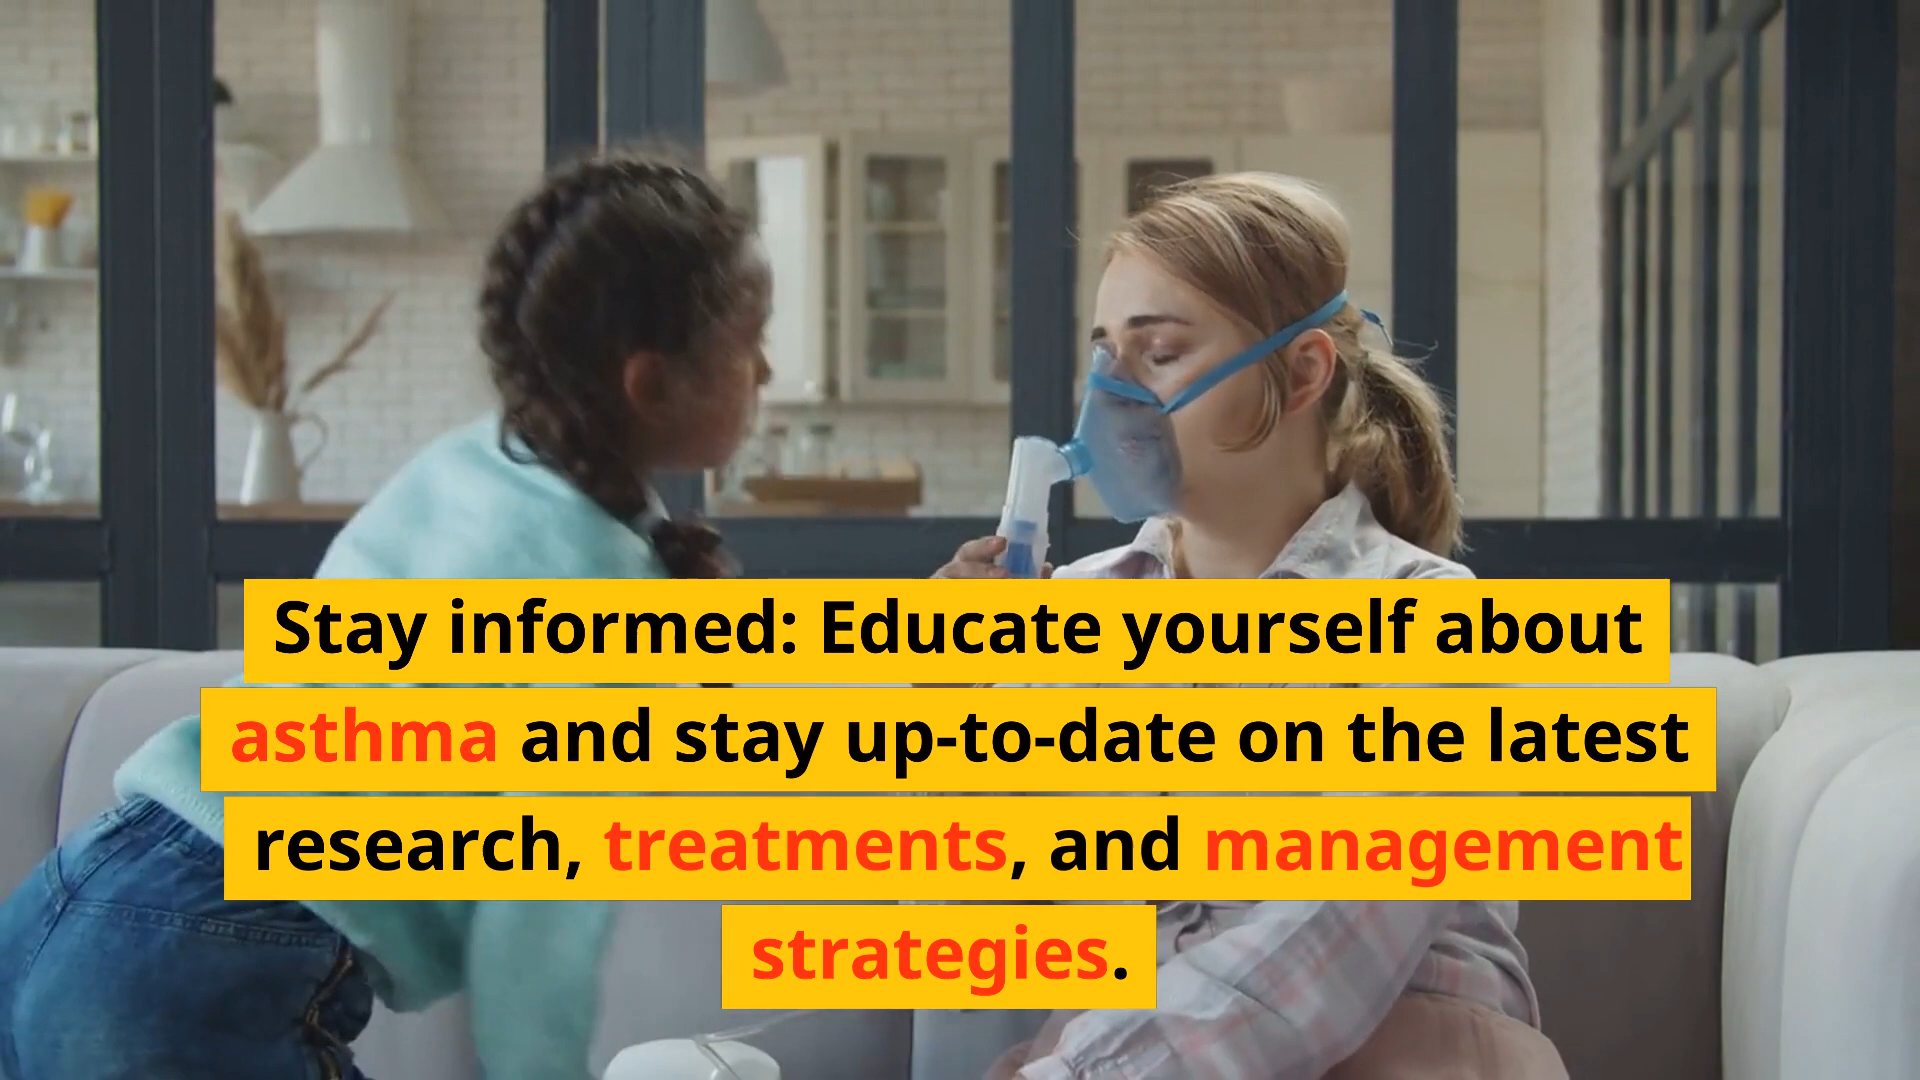 Stay informed: Educate yourself about
asthma and stay up-to-date on the latest
research, treatments, and management
strategies.